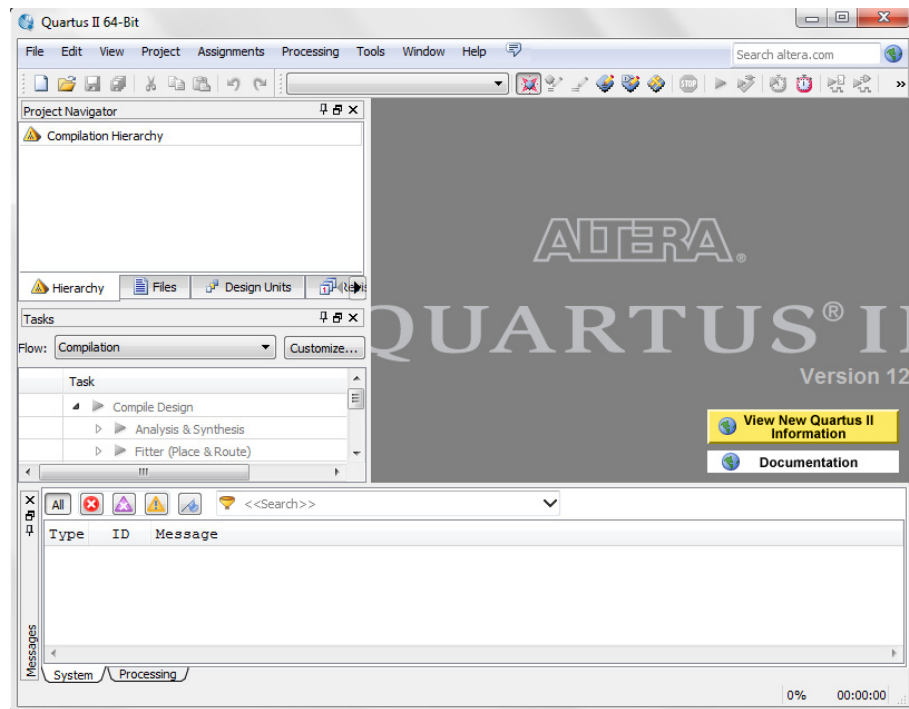 Quartus II 64-Bit
File Edit View Project Assignments Processing Tools Window Help
Search altera.com
STOP
»
Project Navigator
Compilation Hierarchy
Hierarchy Files Design Units
Tasks
Flow: Compilation Customize...
Task
Compile Design
Analysis & Synthesis
Fitter (Place & Route)
ALTERA®
QUARTUS® II
Version 12
View New Quartus II
Information
Documentation
All <<Search>>
Type ID Message
Messages
System Processing
0% 00:00:00